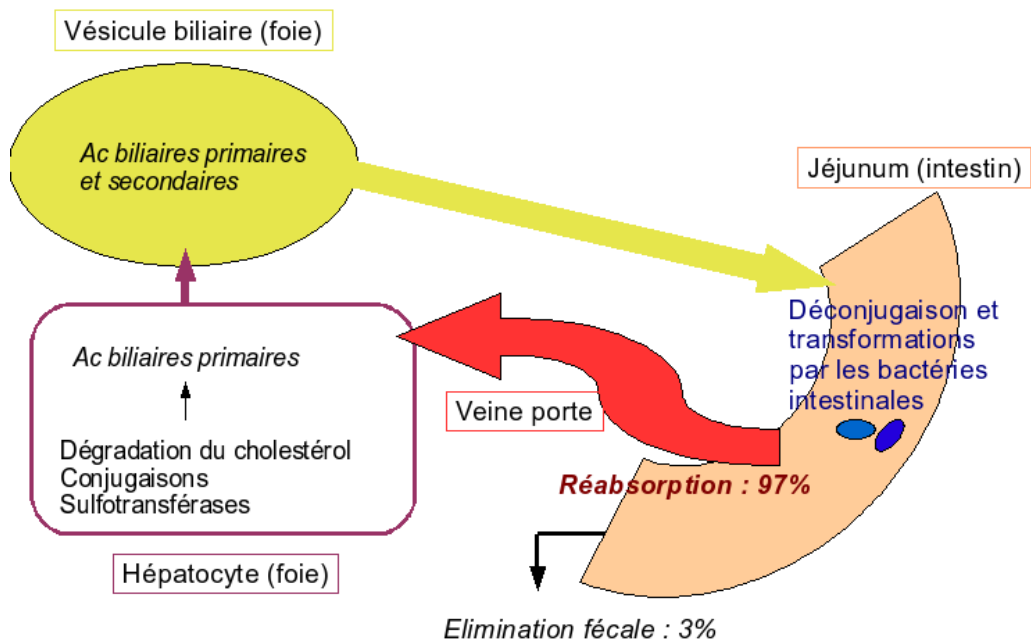 Vésicule biliaire (foie)
Ac biliaires primaires
et secondaires
Jéjunum (intestin)
Déconjugaison et
transformations
par les bactéries
intestinales
Ac biliaires primaires
Dégradation du cholestérol
Conjugaisons
Sulfotransférases
Veine porte
Réabsorption : 97%
Hépatocyte (foie)
Elimination fécale : 3%